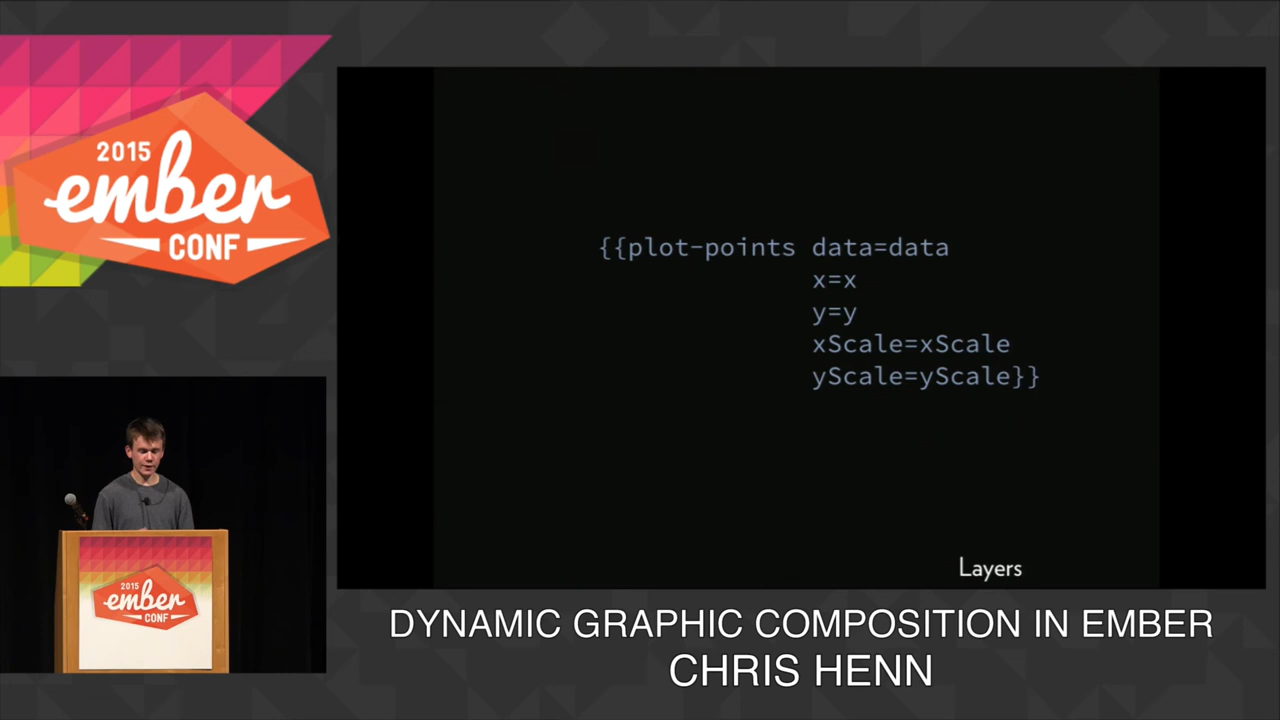 2015
ember
CONF
{{plot-points data=data
x=x
y=y
xScale=xScale
yScale=yScale}}
Layers
2015
ember
CONF
DYNAMIC GRAPHIC COMPOSITION IN EMBER
CHRIS HENN